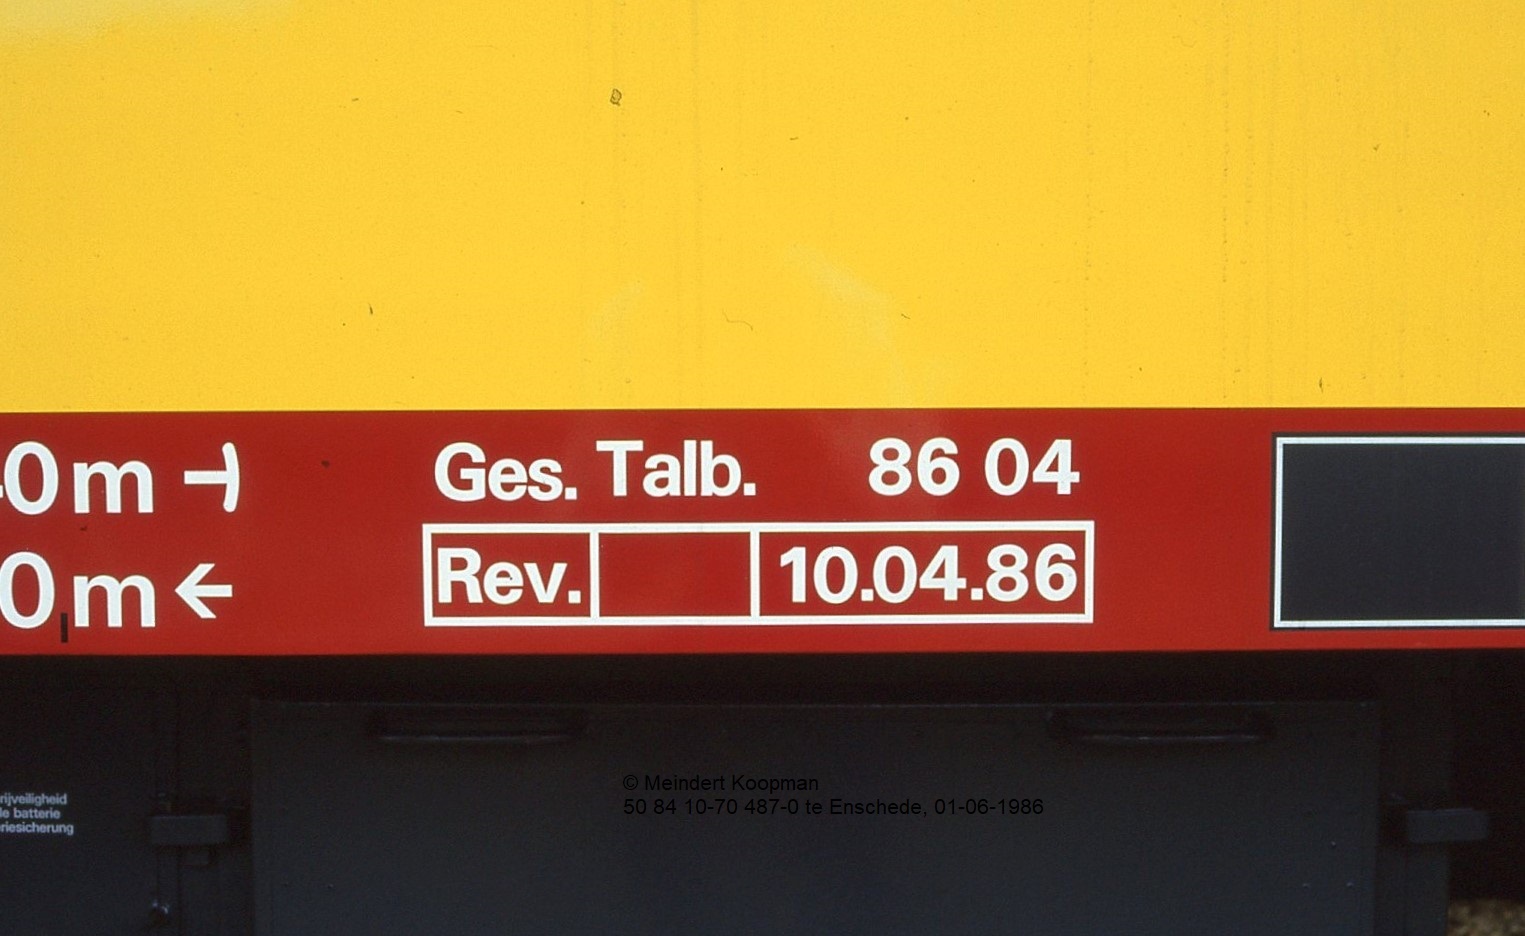 0m
Ges. Talb. 86 04
0m ←
Rev. 10.04.86
© Meindert Koopman
50 84 10-70 487-0 te Enschede, 01-06-1986
batterie